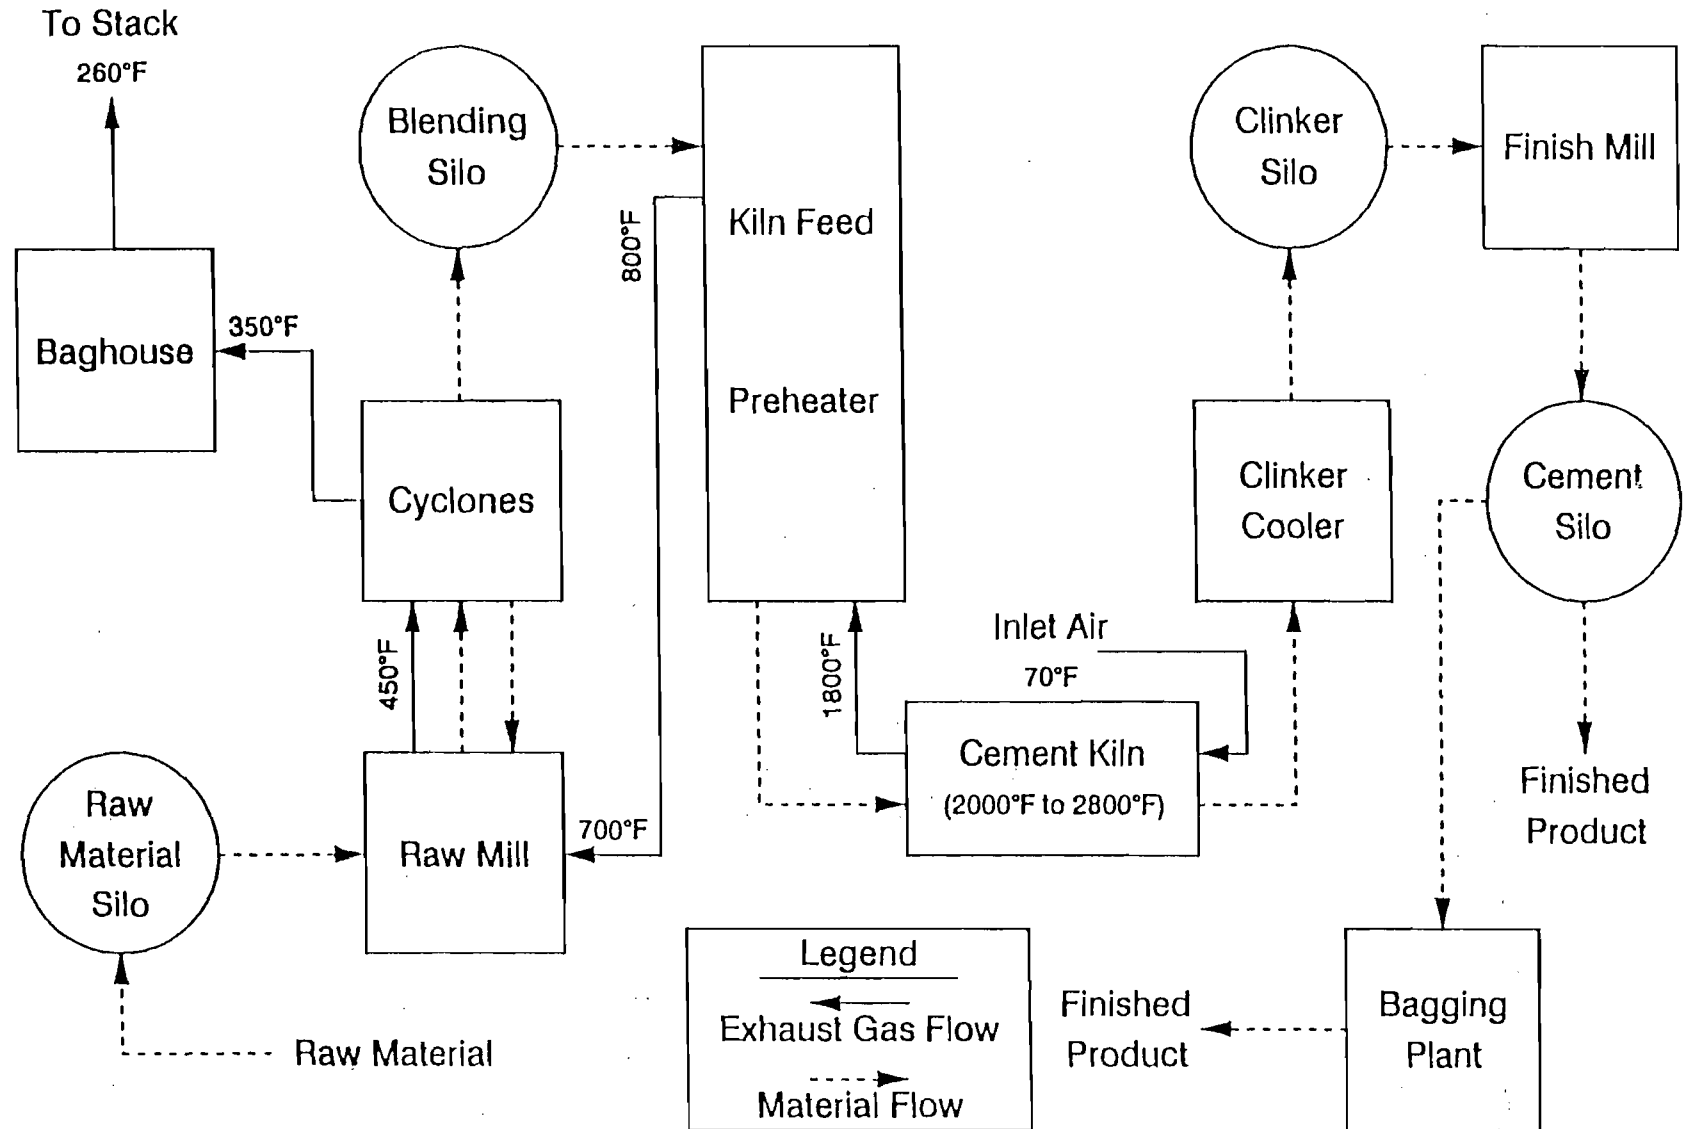 To Stack
260°F
Blending
Silo
Kiln Feed
Preheater
Clinker
Silo
Finish Mill
800°F
Baghouse
350°F
Cyclones
Clinker
Cooler
Cement
Silo
450°F
1800°F
Inlet Air
70°F
Cement Kiln
(2000°F to 2800°F)
Finished
Product
Raw
Material
Silo
Raw Mill
700°F
Raw Material
Legend
Exhaust Gas Flow
Material Flow
Finished
Product
Bagging
Plant